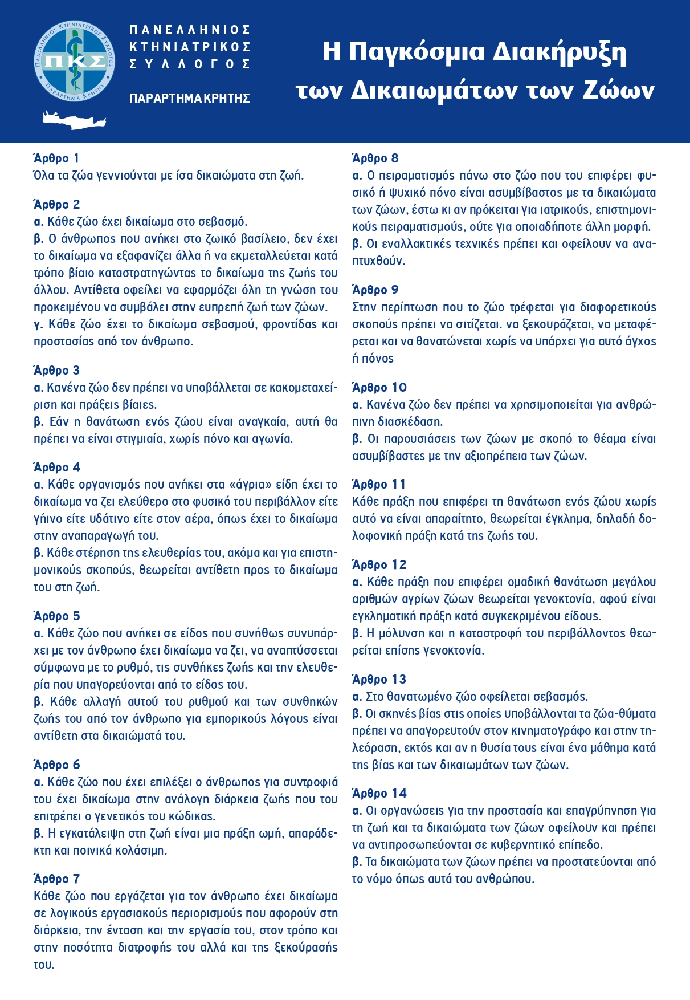 ΠΑΝΕΛΛΗΝΙΟΣ ΚΤΗΝΙΑΤΡΙΚΟΣ ΣΥΛΛΟΓΟΣ
ΠΚΣ
ΠΑΡΑΡΤΗΜΑ ΚΡΗΤΗΣ
ΠΑΝΕΛΛΗΝΙΟΣ
ΚΤΗΝΙΑΤΡΙΚΟΣ
ΣΥΛΛΟΓΟΣ
ΠΑΡΑΡΤΗΜΑ ΚΡΗΤΗΣ
Η Παγκόσμια Διακήρυξη
των Δικαιωμάτων των Ζώων
Άρθρο 1
Όλα τα ζώα γεννιούνται με ίσα δικαιώματα στη ζωή.
Άρθρο 2
α. Κάθε ζώο έχει δικαίωμα στο σεβασμό.
β. Ο άνθρωπος που ανήκει στο ζωικό βασίλειο, δεν έχει
το δικαίωμα να εξαφανίζει άλλα ή να εκμεταλλεύεται κατά
τρόπο βίαιο καταστρατηγώντας το δικαίωμα της ζωής του
άλλου. Αντίθετα οφείλει να εφαρμόζει όλη τη γνώση του
προκειμένου να συμβάλει στην ευπρεπή ζωή των ζώων.
γ. Κάθε ζώο έχει το δικαίωμα σεβασμού, φροντίδας και
προστασίας από τον άνθρωπο.
Άρθρο 3
α. Κανένα ζώο δεν πρέπει να υποβάλλεται σε κακομεταχεί-
ριση και πράξεις βίαιες.
β. Εάν η θανάτωση ενός ζώου είναι αναγκαία, αυτή θα
πρέπει να είναι στιγμιαία, χωρίς πόνο και αγωνία.
Άρθρο 4
α. Κάθε οργανισμός που ανήκει στα «άγρια» είδη έχει το
δικαίωμα να ζει ελεύθερο στο φυσικό του περιβάλλον είτε
γήινο είτε υδάτινο είτε στον αέρα, όπως έχει το δικαίωμα
στην αναπαραγωγή του.
β. Κάθε στέρηση της ελευθερίας του, ακόμα και για επιστη-
μονικούς σκοπούς, θεωρείται αντίθετη προς το δικαίωμα
του στη ζωή.
Άρθρο 5
α. Κάθε ζώο που ανήκει σε είδος που συνήθως συνυπάρ-
χει με τον άνθρωπο έχει δικαίωμα να ζει, να αναπτύσσεται
σύμφωνα με το ρυθμό, τις συνθήκες ζωής και την ελευθε-
ρία που υπαγορεύονται από το είδος του.
β. Κάθε αλλαγή αυτού του ρυθμού και των συνθηκών
ζωής του από τον άνθρωπο για εμπορικούς λόγους είναι
αντίθετη στα δικαιώματά του.
Άρθρο 6
α. Κάθε ζώο που έχει επιλέξει ο άνθρωπος για συντροφιά
του έχει δικαίωμα στην ανάλογη διάρκεια ζωής που του
επιτρέπει ο γενετικός του κώδικας.
β. Η εγκατάλειψη στη ζωή είναι μια πράξη ωμή, απαράδε-
κτη και ποινικά κολάσιμη.
Άρθρο 7
Κάθε ζώο που εργάζεται για τον άνθρωπο έχει δικαίωμα
σε λογικούς εργασιακούς περιορισμούς που αφορούν στη
διάρκεια, την ένταση και την εργασία του, στον τρόπο και
στην ποσότητα διατροφής του αλλά και της ξεκούρασής
του.
Άρθρο 8
α. Ο πειραματισμός πάνω στο ζώο που του επιφέρει φυ-
σικό ή ψυχικό πόνο είναι ασυμβίβαστος με τα δικαιώματα
των ζώων, έστω κι αν πρόκειται για ιατρικούς, επιστημονι-
κούς πειραματισμούς, ούτε για οποιαδήποτε άλλη μορφή.
β. Οι εναλλακτικές τεχνικές πρέπει και οφείλουν να ανα-
πτυχθούν.
Άρθρο 9
Στην περίπτωση που το ζώο τρέφεται για διαφορετικούς
σκοπούς πρέπει να σιτίζεται. να ξεκουράζεται, να μεταφέ-
ρεται και να θανατώνεται χωρίς να υπάρχει για αυτό άγχος
ή πόνος
Άρθρο 10
α. Κανένα ζώο δεν πρέπει να χρησιμοποιείται για ανθρώ-
πινη διασκέδαση.
β. Οι παρουσιάσεις των ζώων με σκοπό το θέαμα είναι
ασυμβίβαστες με την αξιοπρέπεια των ζώων.
Άρθρο 11
Κάθε πράξη που επιφέρει τη θανάτωση ενός ζώου χωρίς
αυτό να είναι απαραίτητο, θεωρείται έγκλημα, δηλαδή δο-
λοφονική πράξη κατά της ζωής του.
Άρθρο 12
α. Κάθε πράξη που επιφέρει ομαδική θανάτωση μεγάλου
αριθμών αγρίων ζώων θεωρείται γενοκτονία, αφού είναι
εγκληματική πράξη κατά συγκεκριμένου είδους.
β. Η μόλυνση και η καταστροφή του περιβάλλοντος θεω-
ρείται επίσης γενοκτονία.
Άρθρο 13
α. Στο θανατωμένο ζώο οφείλεται σεβασμός.
β. Οι σκηνές βίας στις οποίες υποβάλλονται τα ζώα-θύματα
πρέπει να απαγορευτούν στον κινηματογράφο και στην τη-
λεόραση, εκτός και αν η θυσία τους είναι ένα μάθημα κατά
της βίας και των δικαιωμάτων των ζώων.
Άρθρο 14
α. Οι οργανώσεις για την προστασία και επαγρύπνηση για
τη ζωή και τα δικαιώματα των ζώων οφείλουν και πρέπει
να αντιπροσωπεύονται σε κυβερνητικό επίπεδο.
β. Τα δικαιώματα των ζώων πρέπει να προστατεύονται από
το νόμο όπως αυτά του ανθρώπου.